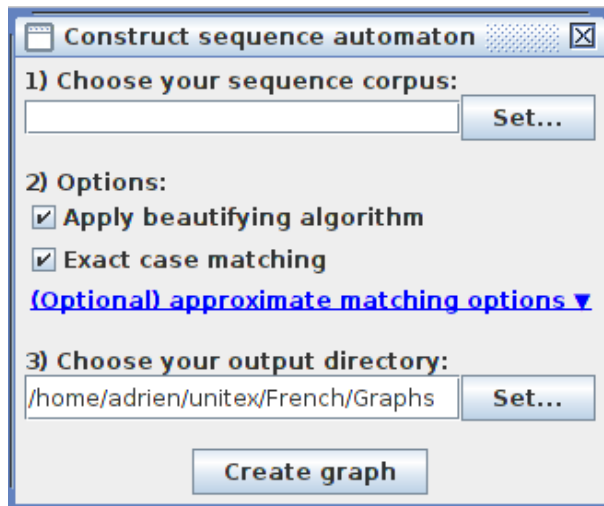 Construct sequence automaton
1) Choose your sequence corpus:
Set...
2) Options:
Apply beautifying algorithm
Exact case matching
(Optional) approximate matching options ▼
3) Choose your output directory:
/home/adrien/unitex/French/Graphs Set...
Create graph